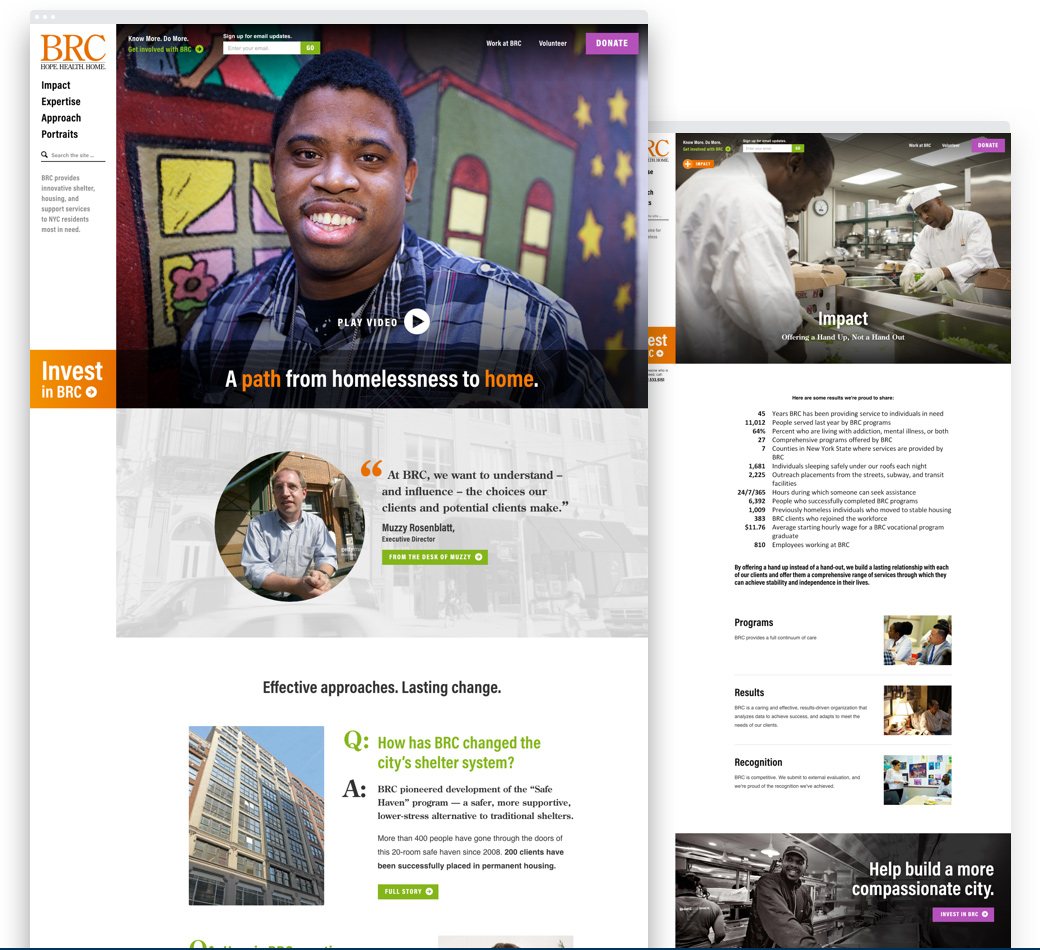 BRC
HOPE. HEALTH. HOME.
Impact
Expertise
Approach
Portraits
Search the site ...
BRC provides
innovative shelter,
housing, and
support services
to NYC residents
most in need.
Invest
in BRC
Know More. Do More.
Get involved with BRC
Sign up for email updates.
Enter your email
GO
Work at BRC
Volunteer
DONATE
PLAY VIDEO
A path from homelessness to home.
“ At BRC, we want to understand –
and influence – the choices our
clients and potential clients make.”
Muzzy Rosenblatt,
Executive Director
FROM THE DESK OF MUZZY
Effective approaches. Lasting change.
Q: How has BRC changed the
city’s shelter system?
A: BRC pioneered development of the “Safe
Haven” program — a safer, more supportive,
lower-stress alternative to traditional shelters.
More than 400 people have gone through the doors of
this 20-room safe haven since 2008. 200 clients have
been successfully placed in permanent housing.
FULL STORY
RC
Know More. Do More.
Get involved with BRC
Sign up for email updates.
Enter your email
GO
Work at BRC
Volunteer
DONATE
IMPACT
est
Impact
Offering a Hand Up, Not a Hand Out
Here are some results we're proud to share:
45 Years BRC has been providing service to individuals in need
11,012 People served last year by BRC programs
64% Percent who are living with addiction, mental illness, or both
27 Comprehensive programs offered by BRC
7 Counties in New York State where services are provided by
BRC
1,681 Individuals sleeping safely under our roofs each night
2,225 Outreach placements from the streets, subway, and transit
facilities
24/7/365 Hours during which someone can seek assistance
6,392 People who successfully completed BRC programs
1,009 Previously homeless individuals who moved to stable housing
383 BRC clients who rejoined the workforce
$11.76 Average starting hourly wage for a BRC vocational program
graduate
810 Employees working at BRC
By offering a hand up instead of a hand-out, we build a lasting relationship with each
of our clients and offer them a comprehensive range of services through which they
can achieve stability and independence in their lives.
Programs
BRC provides a full continuum of care
Results
BRC is a caring and effective, results-driven organization that
analyzes data to achieve success, and adapts to meet the
needs of our clients.
Recognition
BRC is competitive. We submit to external evaluation, and
we're proud of the recognition we've achieved.
Help build a more
compassionate city.
INVEST IN BRC